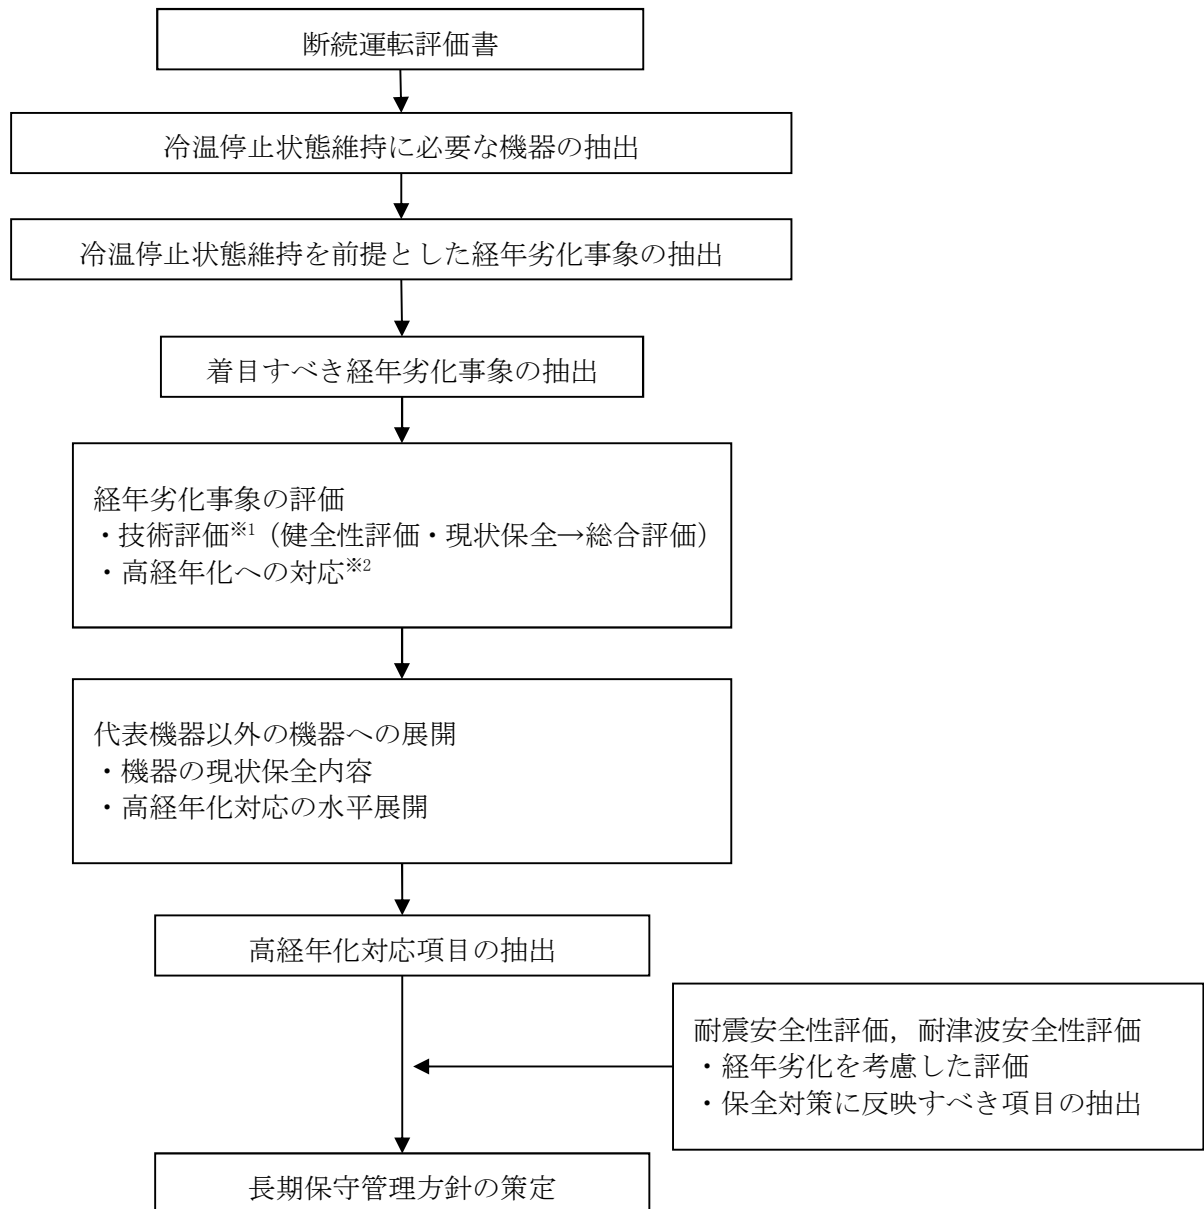 断続運転評価書
冷温停止状態維持に必要な機器の抽出
冷温停止状態維持を前提とした経年劣化事象の抽出
着目すべき経年劣化事象の抽出
経年劣化事象の評価
・技術評価※1（健全性評価・現状保全→総合評価）
・高経年化への対応※2
代表機器以外の機器への展開
・機器の現状保全内容
・高経年化対応の水平展開
高経年化対応項目の抽出
耐震安全性評価，耐津波安全性評価
・経年劣化を考慮した評価
・保全対策に反映すべき項目の抽出
長期保守管理方針の策定